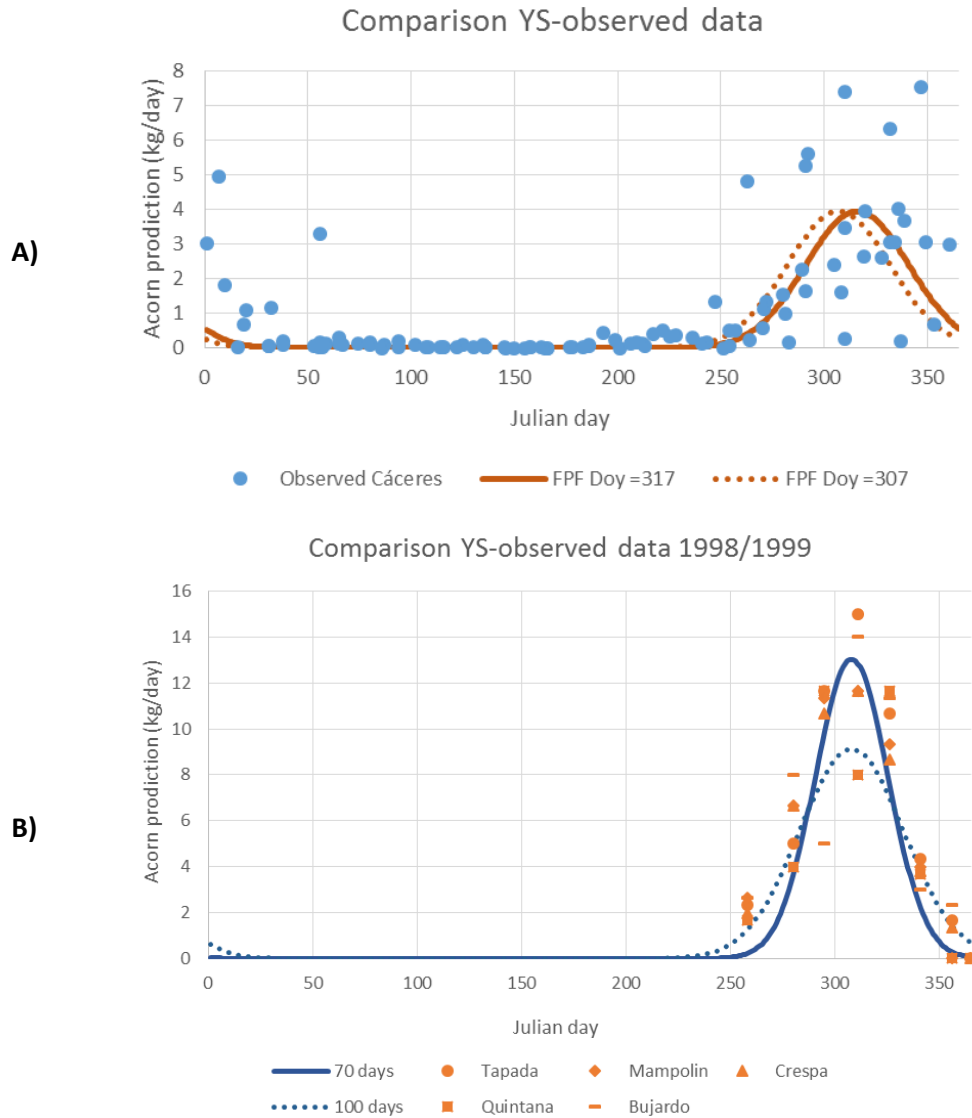 Comparison YS-observed data
A)
Acorn prodiction (kg/day)
8
7
6
5
4
3
2
1
0
0 50 100 150 200 250 300 350
Julian day
Observed Cáceres FPF Doy =317 FPF Doy =307
Comparison YS-observed data 1998/1999
B)
Acorn prodiction (kg/day)
16
14
12
10
8
6
4
2
0
0 50 100 150 200 250 300 350
Julian day
70 days Tapada Mampolin Crespa
100 days Quintana Bujardo